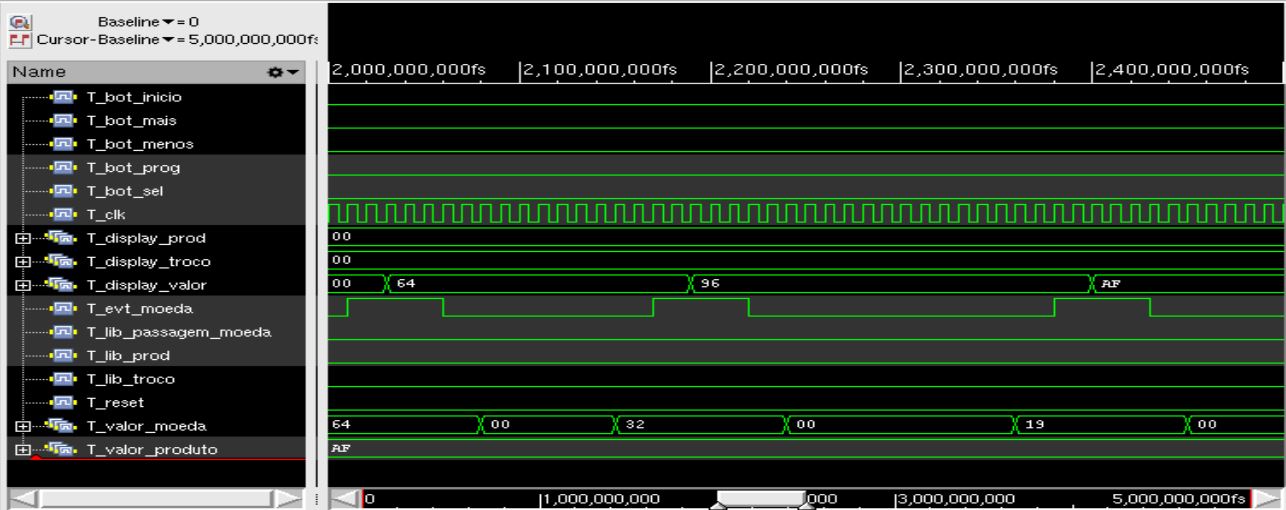 Baseline▼=0
Cursor-Baseline▼=5,000,000,000fs
Name |2,000,000,000fs |2,100,000,000fs |2,200,000,000fs |2,300,000,000fs |2,400,000,000fs
T_bot_inicio
T_bot_mais
T_bot_menos
T_bot_prog
T_bot_sel
T_clk
T_display_prod 00
T_display_troco 00
T_display_valor 00 64 96 AF
T_evt_moeda
T_lib_passagem_moeda
T_lib_prod
T_lib_troco
T_reset
T_valor_moeda 64 00 32 00 19 00
T_valor_produto AF
0 |1,000,000,000 000 |3,000,000,000 5,000,000,000fs